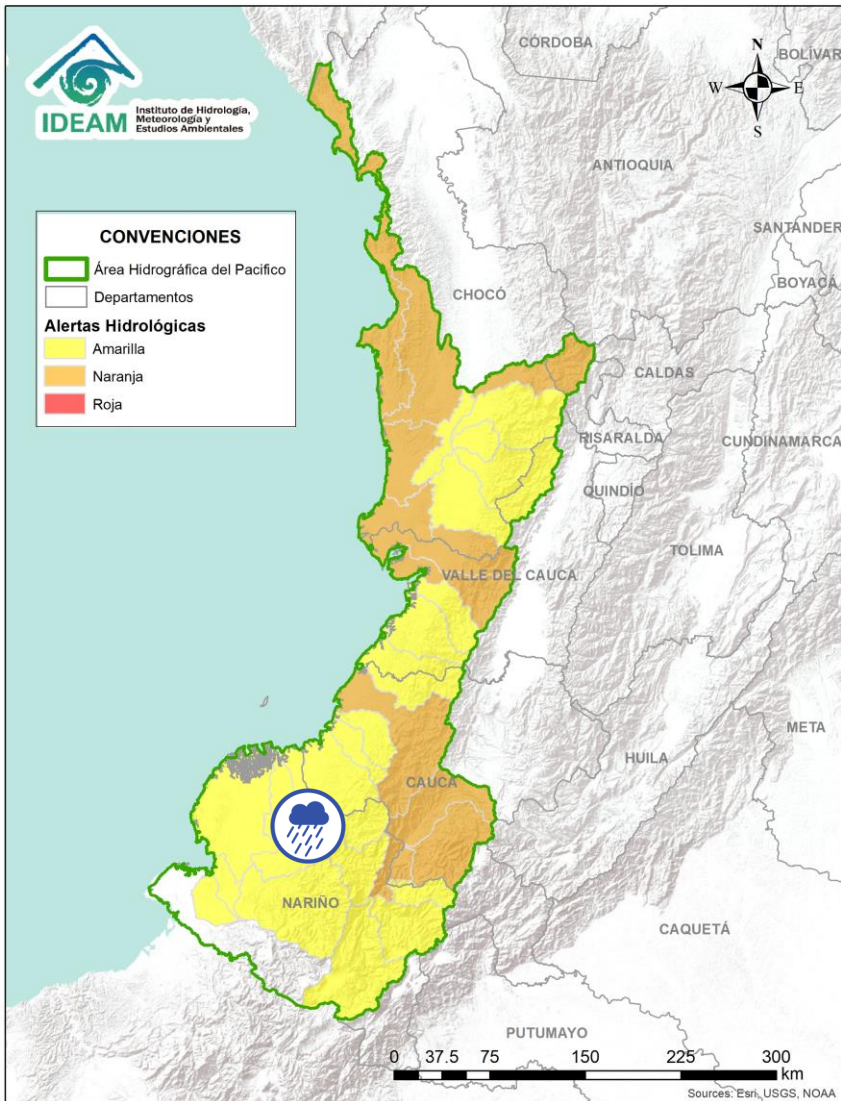 IDEAM
Instituto de Hidrología,
Meteorología y
Estudios Ambientales
CÓRDOBA
BOLÍVAR
N
W
E
S
ANTIOQUIA
SANTANDER
BOYACÁ
CONVENCIONES
Área Hidrográfica del Pacifico
Departamentos
Alertas Hidrológicas
Amarilla
Naranja
Roja
CHOCÓ
CALDAS
RISARALDA
CUNDINAMARCA
QUINDÍO
TOLIMA
VALLE DEL CAUCA
META
HUILA
CAUCA
NARIÑO
CAQUETÁ
PUTUMAYO
0 37.5 75 150 225 300
km
Sources: Esri, USGS, NOAA